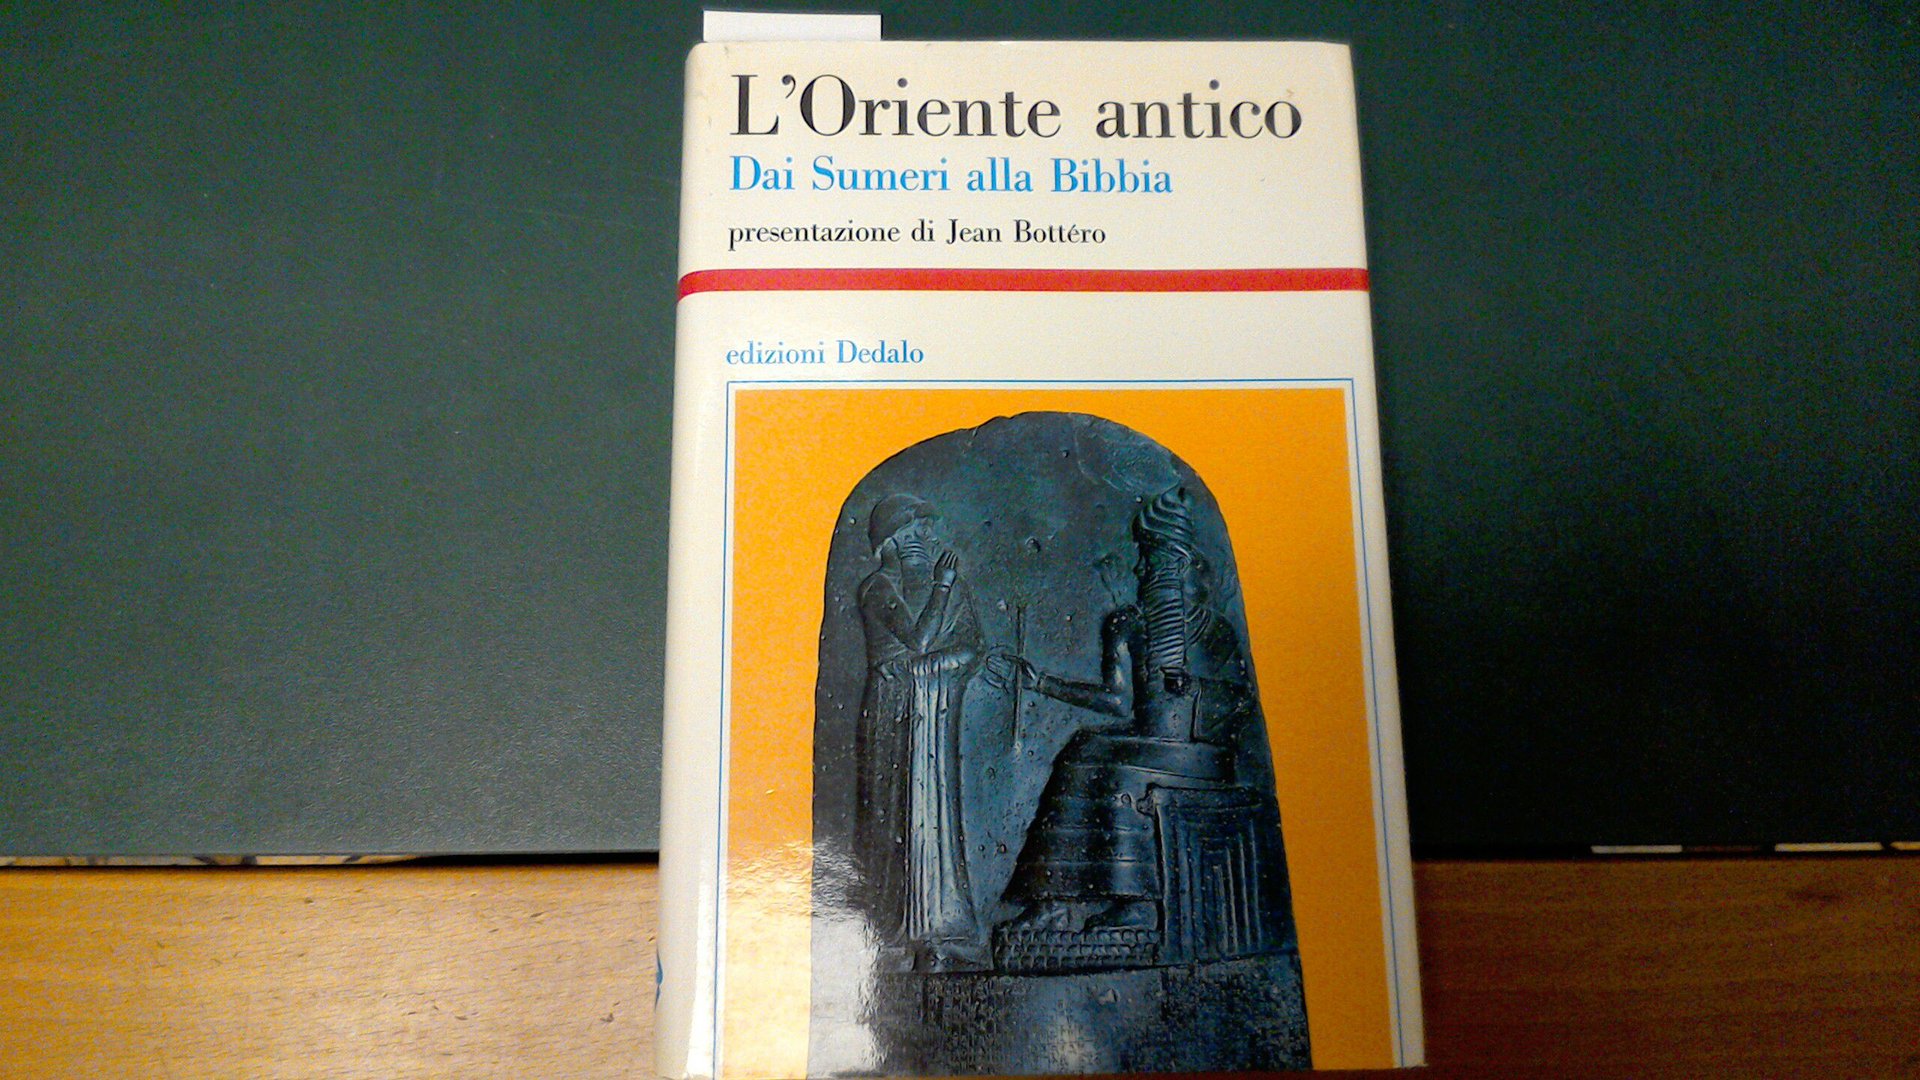 L'Oriente antico
Dai Sumeri alla Bibbia
presentazione di Jean Bottéro
edizioni Dedalo